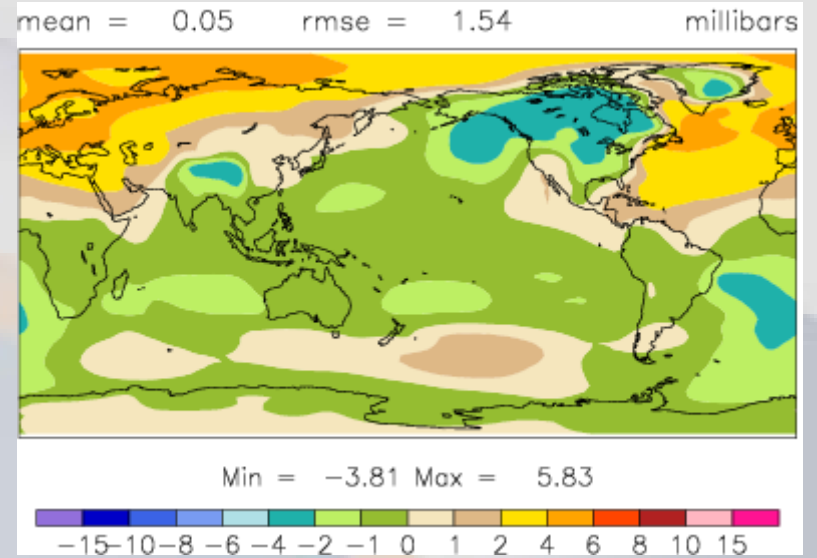 mean = 0.05 rmse = 1.54 millibars
Min = -3.81 Max = 5.83
-15 -10 -8 -6 -4 -2 -1 0 1 2 4 6 8 10 15